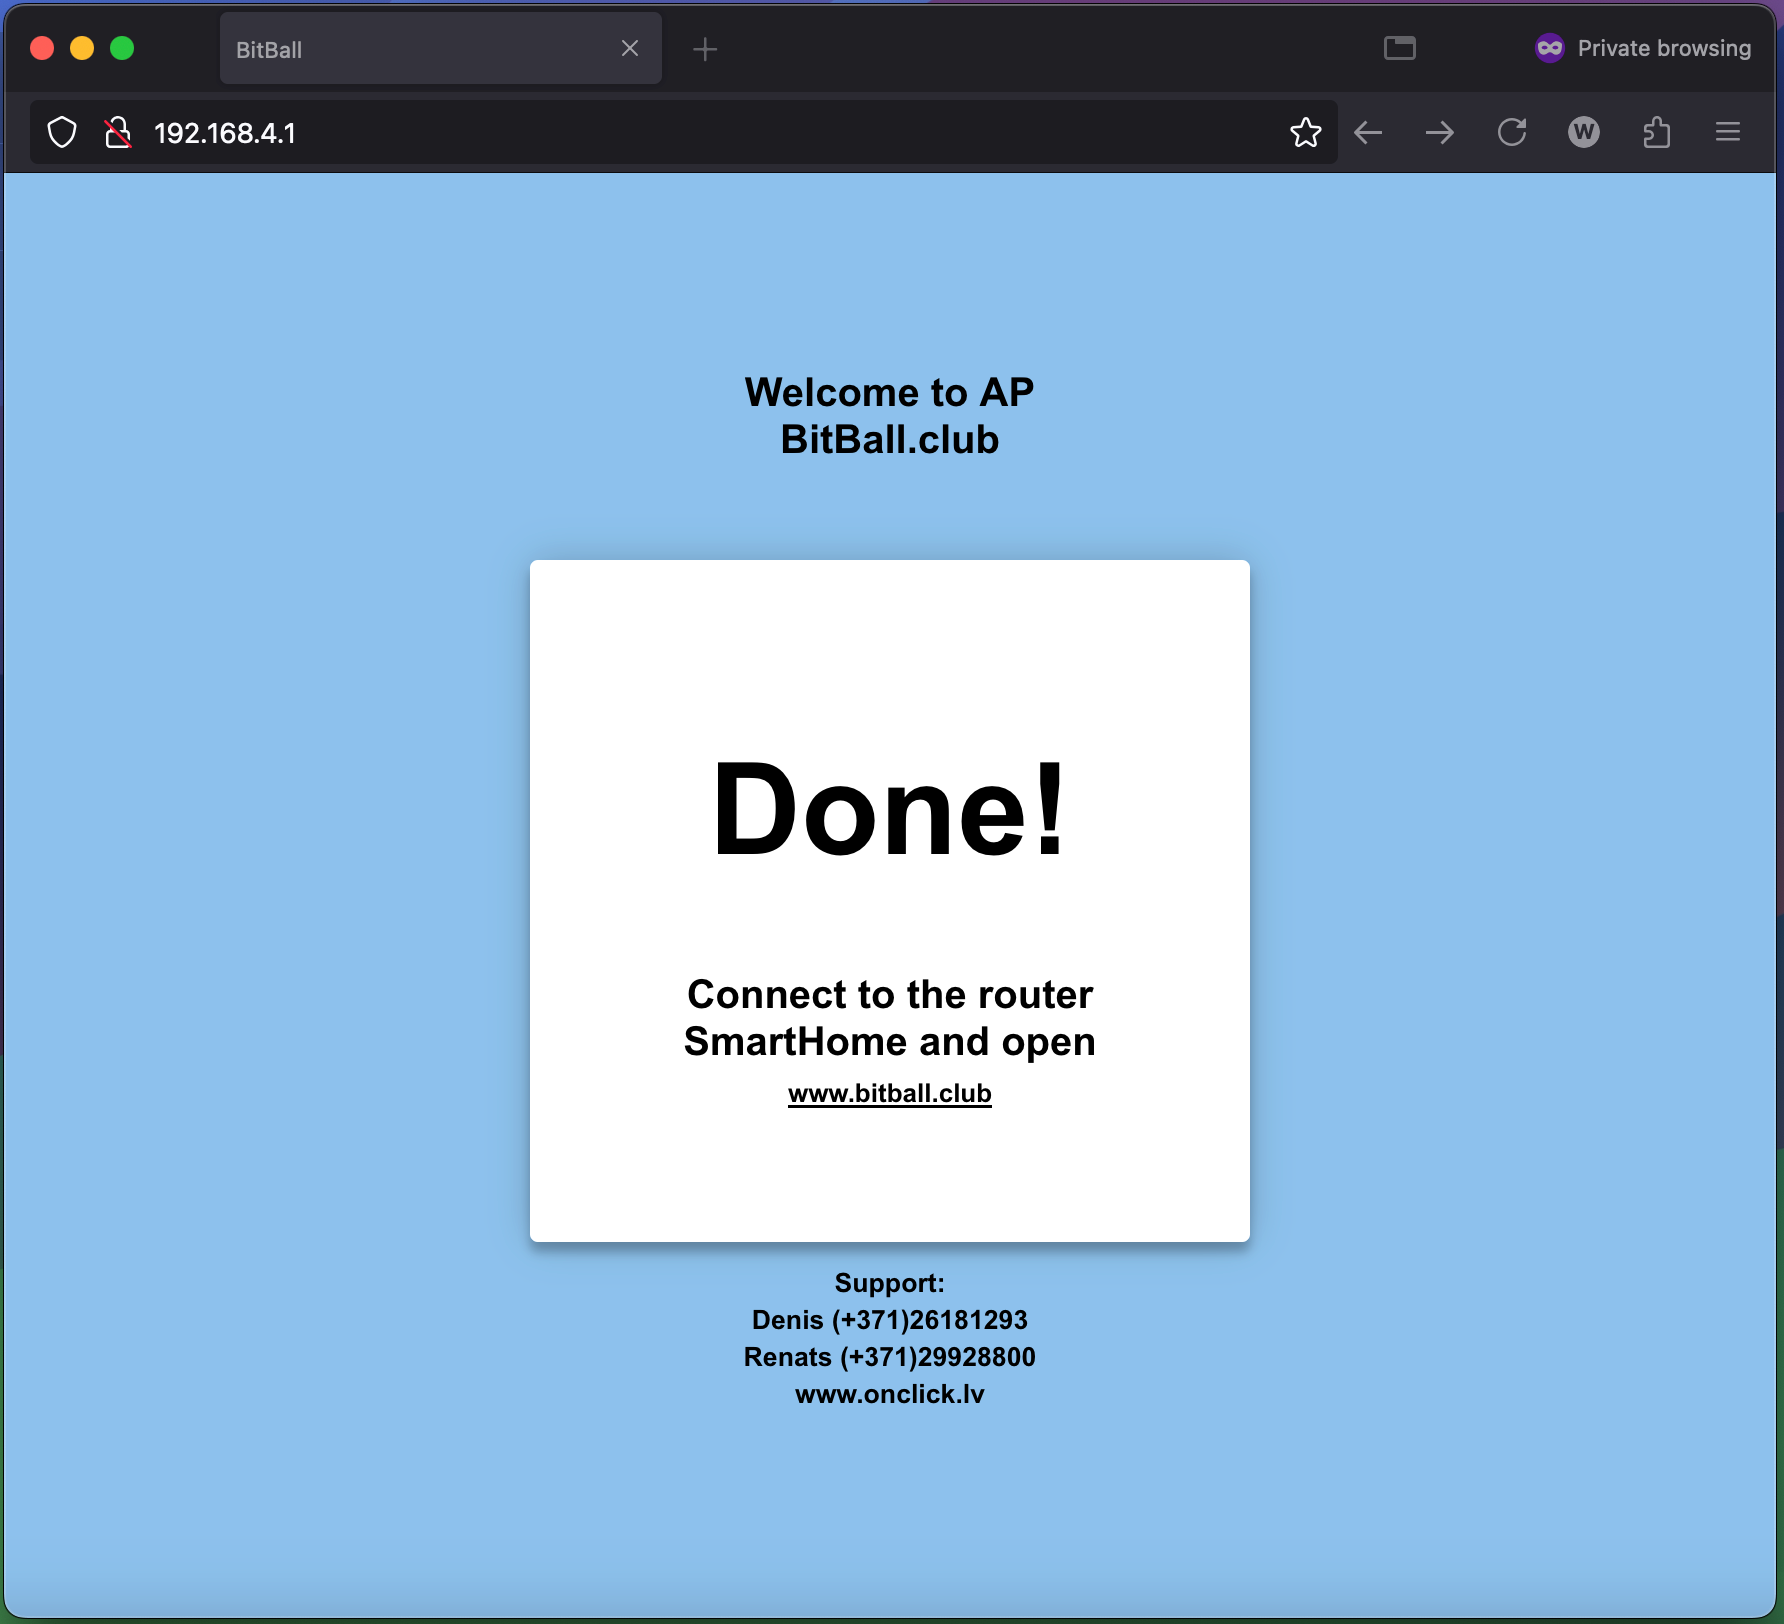 BitBall
Private browsing
192.168.4.1
W
Welcome to AP
BitBall.club
Done!
Connect to the router
SmartHome and open
www.bitball.club
Support:
Denis (+371)26181293
Renats (+371)29928800
www.onclick.lv